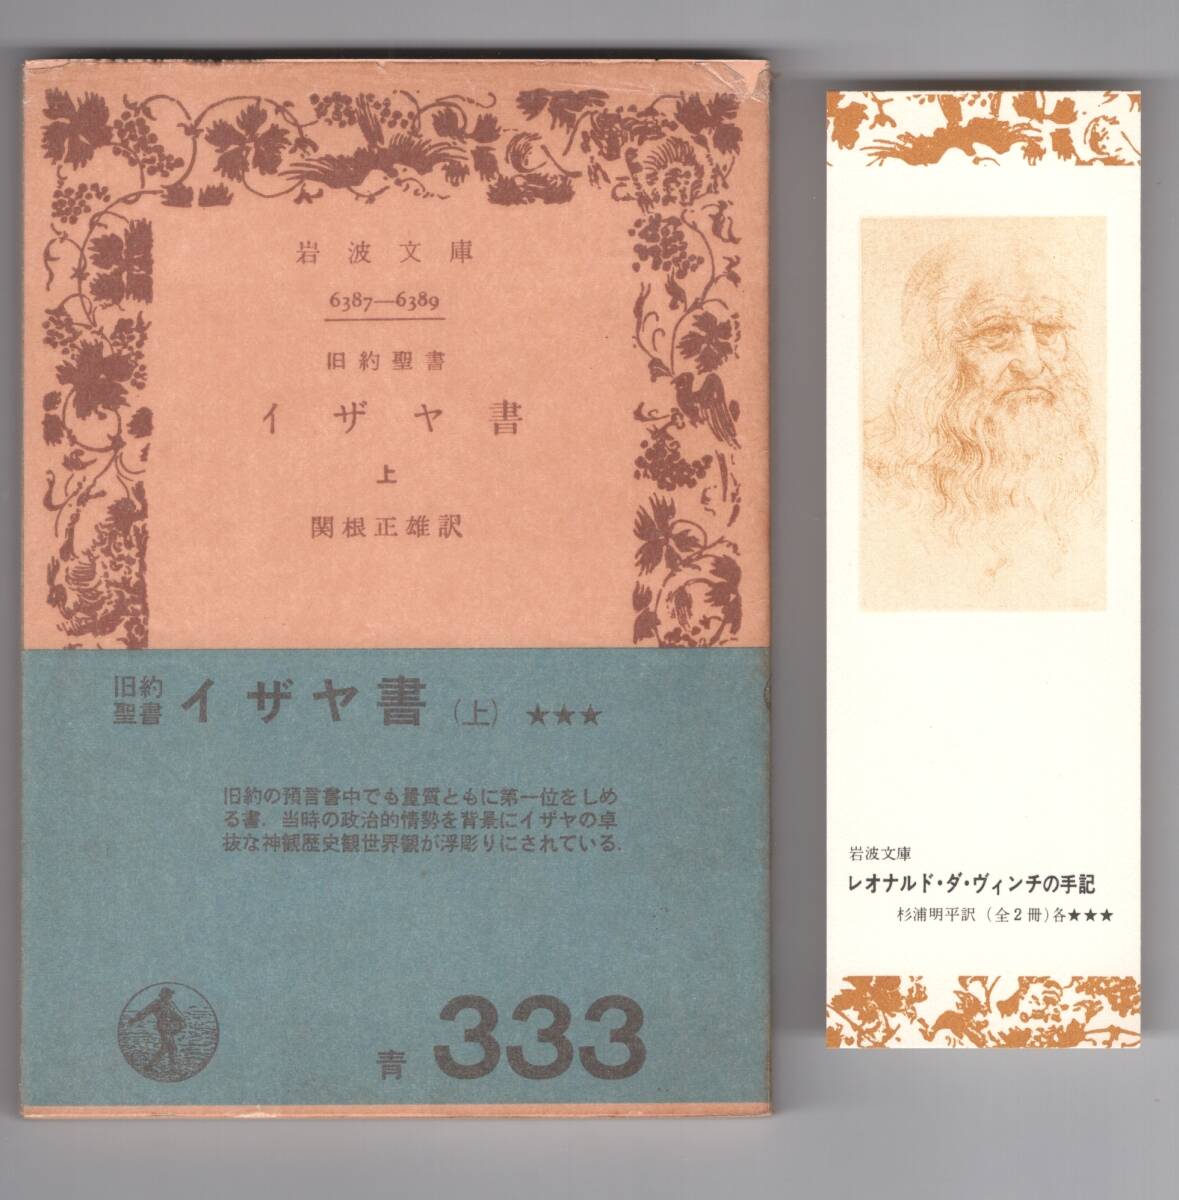 岩波文庫
6387—6389
旧約聖書
イザヤ書
上
関根正雄訳
旧約聖書 イザヤ書 (上) ★★★
旧約の預言書中でも量質ともに第一位をしめ
る書. 当時の政治的情勢を背景にイザヤの卓
抜な神観歴史観世界観が浮彫りにされている.
青 333
岩波文庫
レオナルド・ダ・ヴィンチの手記
杉浦明平訳 (全2冊) 各★★★